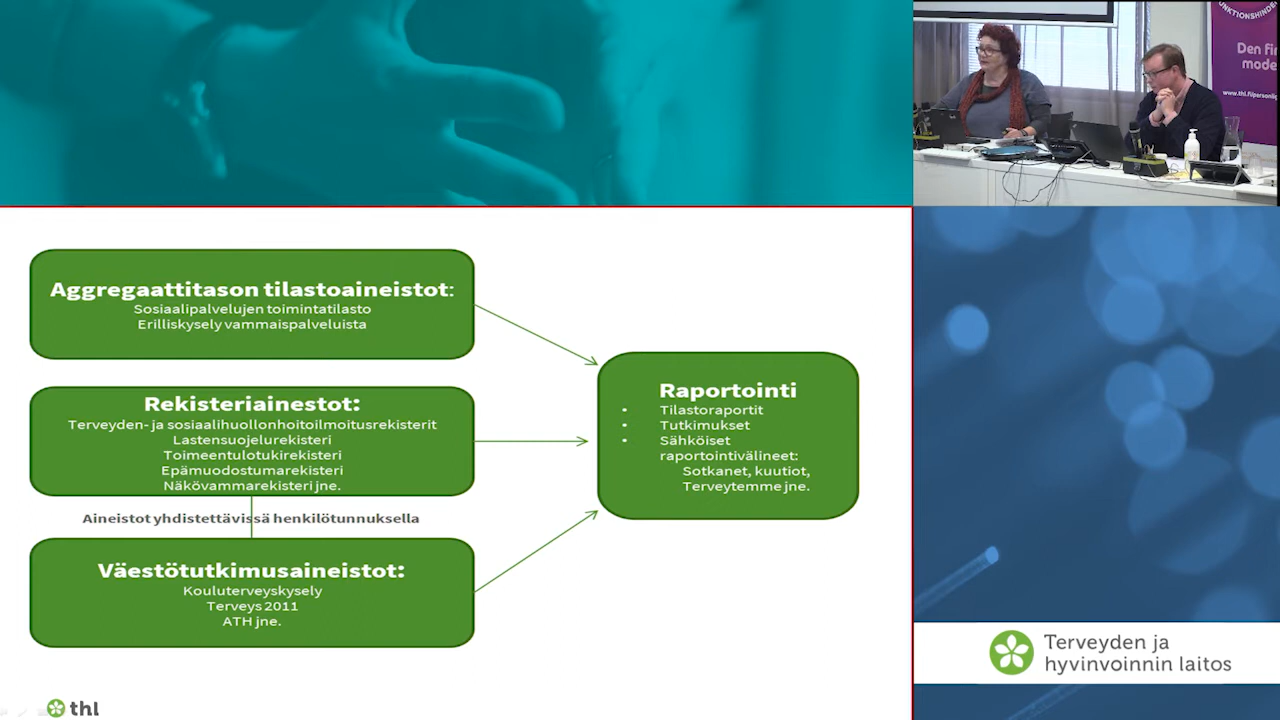 Aggregaattitason tilastoaineistot:
Sosiaalipalvelujen toimintatilasto
Erilliskysely vammaispalveluista
Rekisteriainestot:
Terveyden- ja sosiaalihuollonhoitoilmoitusrekisterit
Lastensuojelurekisteri
Toimeentulotukirekisteri
Epämuodostumarekisteri
Näkövammarekisteri jne.
Aineistot yhdistettävissä henkilötunnuksella
Väestötutkimusaineistot:
Kouluterveyskysely
Terveys 2011
ATH jne.
Raportointi
• Tilastoraportit
• Tutkimukset
• Sähköiset
raportointivälineet:
Sotkanet, kuutiot,
Terveytemme jne.
thl
Den fi
mode
Terveyden ja
hyvinvoinnin laitos